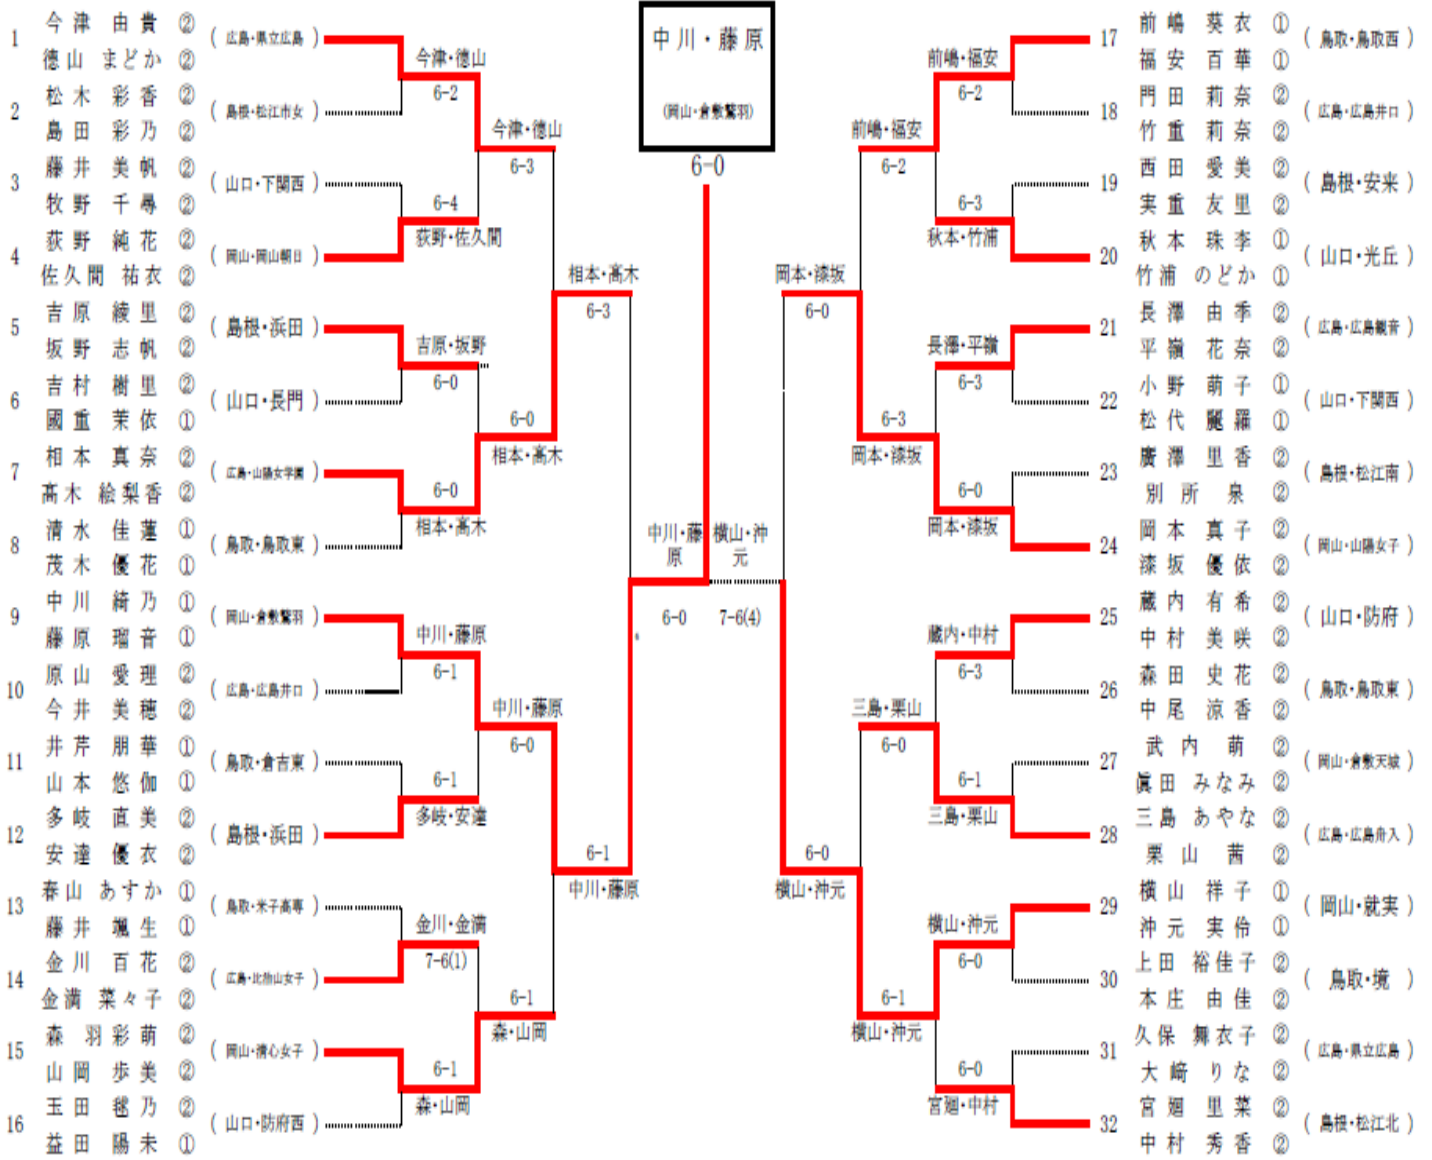 中川・藤原
(岡山・倉敷鷲羽)
6-0
1
今津 由貴 ②
徳山 まどか ②
( 広島・県立広島 )
2
松木 彩香 ②
島田 彩乃 ②
( 島根・松江市女 )
3
藤井 美帆 ②
牧野 千尋 ②
( 山口・下関西 )
4
荻野 純花 ②
佐久間 祐衣 ②
( 岡山・岡山朝日 )
5
吉原 綾里 ②
坂野 志帆 ②
( 島根・浜田 )
6
吉村 樹里 ②
國重 茉依 ①
( 山口・長門 )
7
相本 真奈 ②
髙木 絵梨香 ②
( 広島・山陽女学園 )
8
清水 佳蓮 ①
茂木 優花 ①
( 鳥取・鳥取東 )
9
中川 綺乃 ①
藤原 瑠音 ①
( 岡山・倉敷鷲羽 )
10
原山 愛理 ②
今井 美穂 ②
( 広島・広島井口 )
11
井芹 朋華 ①
山本 悠伽 ①
( 鳥取・倉吉東 )
12
多岐 直美 ②
安達 優衣 ②
( 島根・浜田 )
13
春山 あすか ①
藤井 颯生 ①
( 鳥取・米子高専 )
14
金川 百花 ②
金満 菜々子 ②
( 広島・比治山女子 )
15
森 羽彩萌 ②
山岡 歩美 ②
( 岡山・清心女子 )
16
玉田 毬乃 ②
益田 陽未 ①
( 山口・防府西 )
今津・徳山
6-2
6-4
荻野・佐久間
吉原・坂野
6-0
6-0
相本・髙木
中川・藤原
6-1
6-1
多岐・安達
金川・金満
7-6(1)
6-1
森・山岡
今津・徳山
6-3
6-0
相本・髙木
中川・藤原
6-0
6-1
森・山岡
相本・髙木
6-3
6-1
中川・藤原
中川・藤原
6-0
横山・沖元
7-6(4)
岡本・漆坂
6-0
6-0
横山・沖元
前嶋・福安
6-2
6-3
岡本・漆坂
三島・栗山
6-0
6-1
横山・沖元
前嶋・福安
6-2
6-3
秋本・竹浦
長澤・平嶺
6-3
6-0
岡本・漆坂
蔵内・中村
6-3
6-1
三島・栗山
横山・沖元
6-0
6-0
宮廻・中村
17
前嶋 葵衣 ①
福安 百華 ①
( 鳥取・鳥取西 )
18
門田 莉奈 ②
竹重 莉奈 ②
( 広島・広島井口 )
19
西田 愛美 ②
実重 友里 ②
( 島根・安来 )
20
秋本 珠李 ①
竹浦 のどか ①
( 山口・光丘 )
21
長澤 由季 ②
平嶺 花奈 ②
( 広島・広島観音 )
22
小野 萌子 ①
松代 麗羅 ①
( 山口・下関西 )
23
廣澤 里香 ②
別所 泉 ②
( 島根・松江南 )
24
岡本 真子 ②
漆坂 優依 ②
( 岡山・山陽女子 )
25
蔵内 有希 ②
中村 美咲 ②
( 山口・防府 )
26
森田 史花 ②
中尾 涼香 ②
( 鳥取・鳥取東 )
27
武内 萌 ②
眞田 みなみ ②
( 岡山・倉敷天城 )
28
三島 あやな ②
栗山 茜 ②
( 広島・広島舟入 )
29
横山 祥子 ①
沖元 実伶 ①
( 岡山・就実 )
30
上田 裕佳子 ②
本庄 由佳 ②
( 鳥取・境 )
31
久保 舞衣子 ②
大﨑 りな ②
( 広島・県立広島 )
32
宮廻 里菜 ②
中村 秀香 ②
( 島根・松江北 )